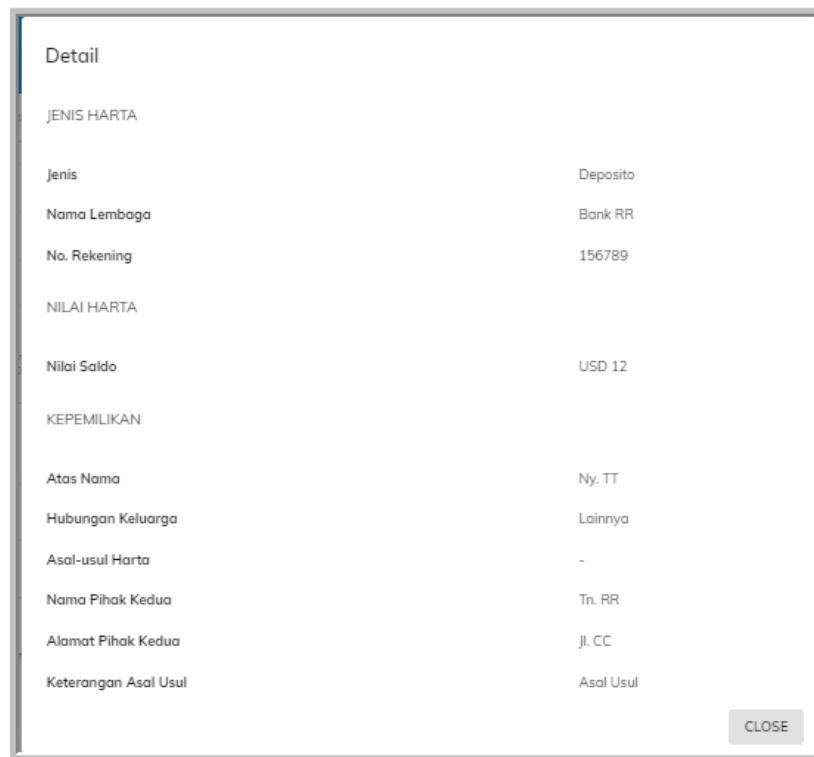 Detail
JENIS HARTA
Jenis Deposito
Nama Lembaga Bank RR
No. Rekening 156789
NILAI HARTA
Nilai Saldo USD 12
KEPEMILIKAN
Atas Nama Ny. TT
Hubungan Keluarga Lainnya
Asal-usul Harta -
Nama Pihak Kedua Tn. RR
Alamat Pihak Kedua Jl. CC
Keterangan Asal Usul Asal Usul
CLOSE